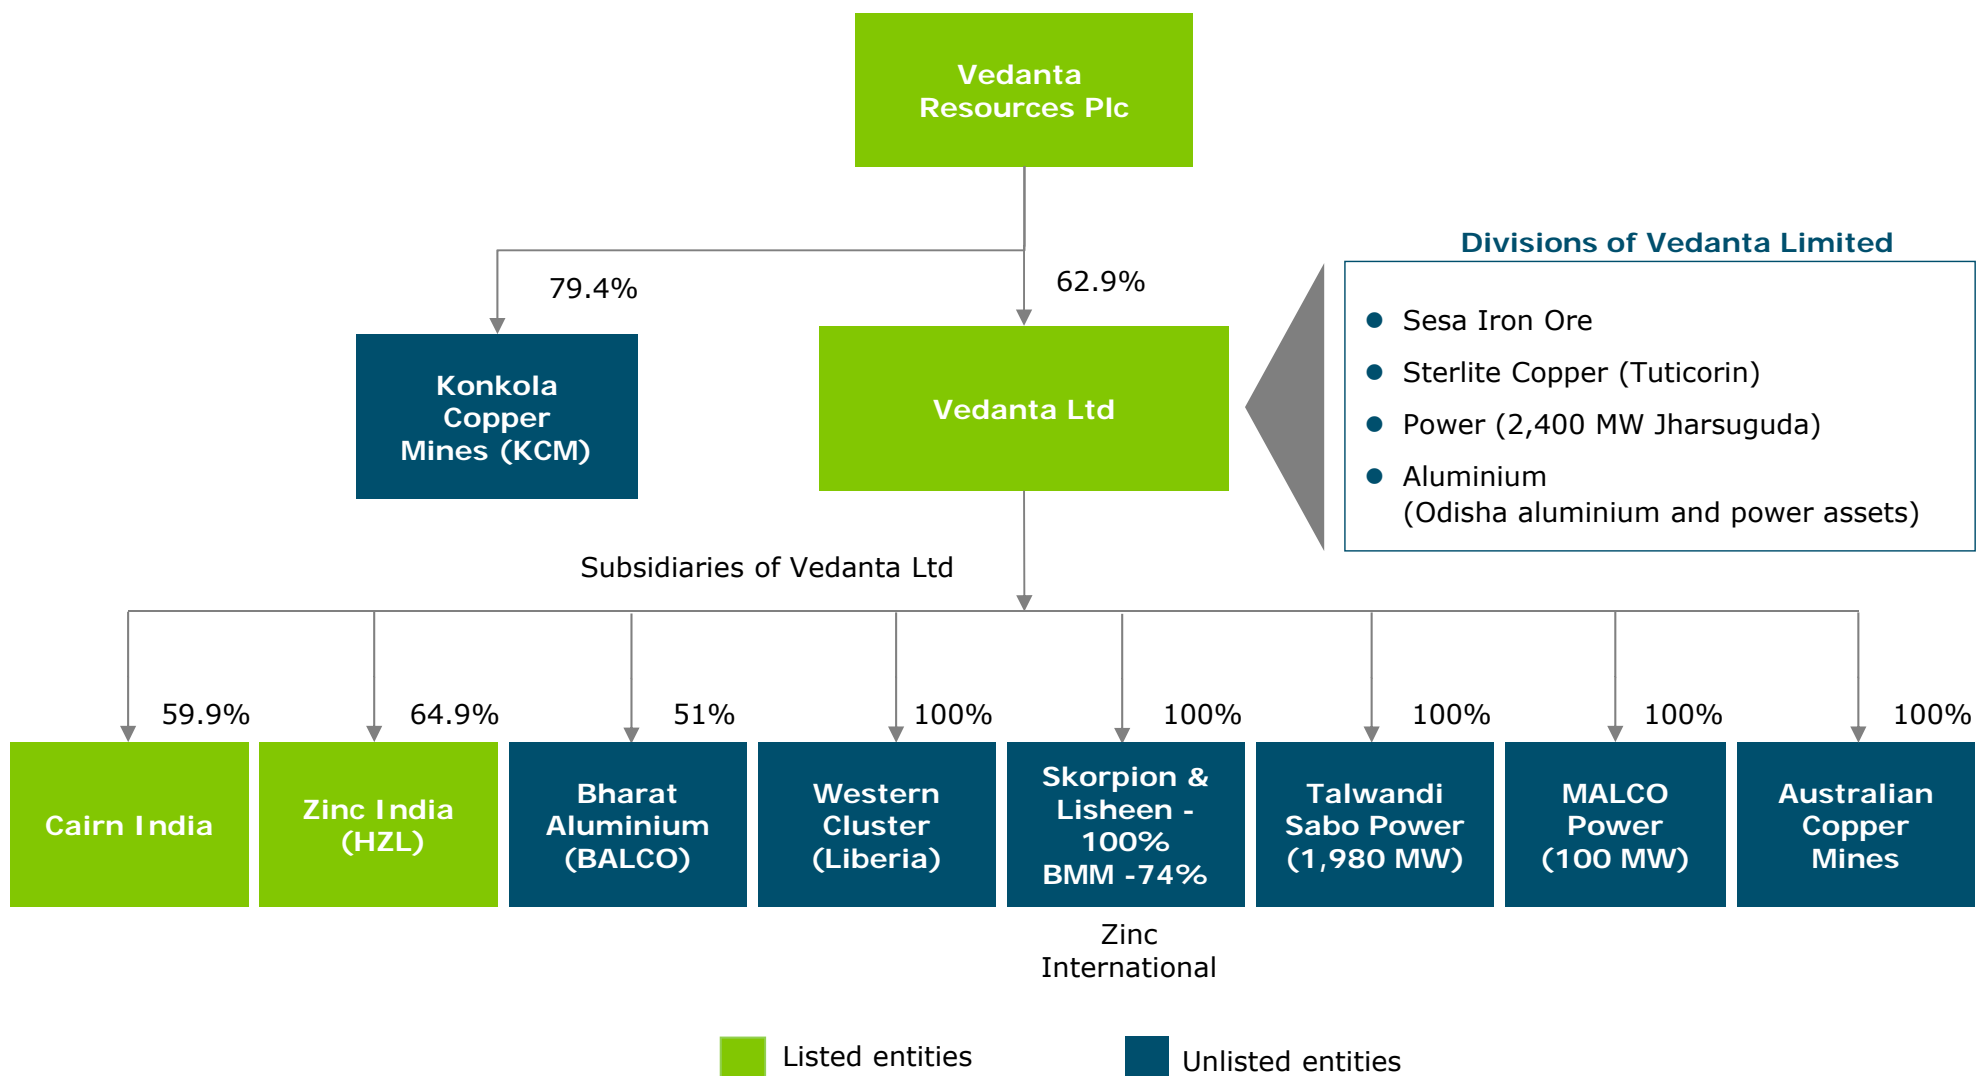 Vedanta
Resources Plc
79.4%
62.9%
Divisions of Vedanta Limited
Sesa Iron Ore
Sterlite Copper (Tuticorin)
Power (2,400 MW Jharsuguda)
Aluminium
(Odisha aluminium and power assets)
Konkola
Copper
Mines (KCM)
Vedanta Ltd
Subsidiaries of Vedanta Ltd
59.9%
64.9%
51%
100%
100%
100%
100%
100%
Cairn India
Zinc India
(HZL)
Bharat
Aluminium
(BALCO)
Western
Cluster
(Liberia)
Skorpion &
Lisheen -
100%
BMM -74%
Talwandi
Sabo Power
(1,980 MW)
MALCO
Power
(100 MW)
Australian
Copper
Mines
Zinc
International
Listed entities
Unlisted entities